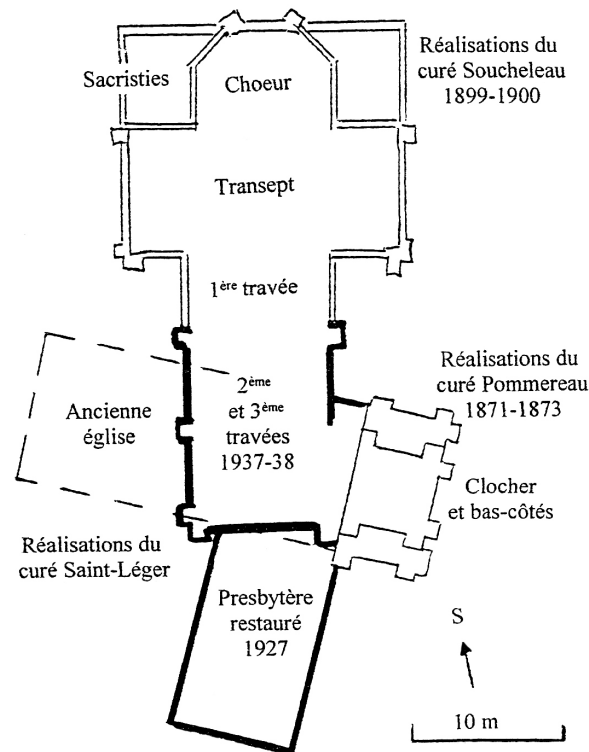 Réalisations du
curé Soucheleau
1899-1900
Sacristies
Choeur
Transept
1ère travée
Réalisations du
curé Pommereau
1871-1873
2ème
et 3ème
travées
1937-38
Ancienne
église
Clocher
et bas-côtés
Réalisations du
curé Saint-Léger
Presbytère
restauré
1927
S
10 m